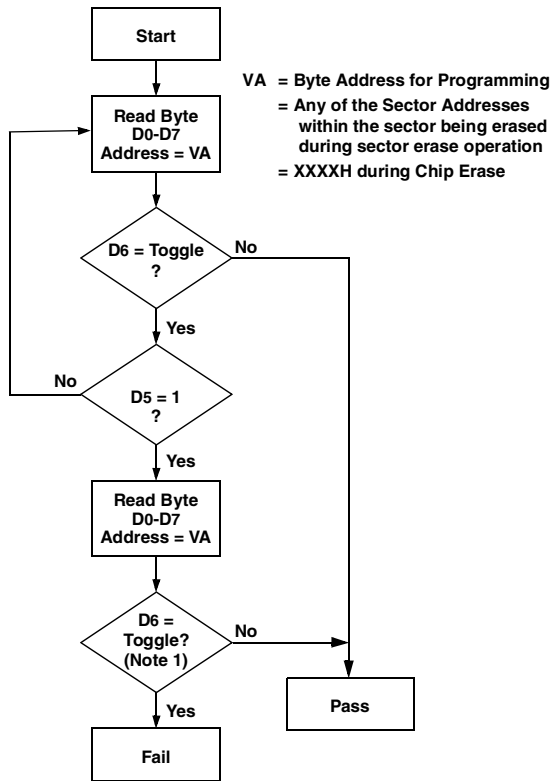 Start
VA = Byte Address for Programming
= Any of the Sector Addresses
within the sector being erased
during sector erase operation
= XXXXH during Chip Erase
Read Byte
D0-D7
Address = VA
D6 = Toggle
?
No
Yes
D5 = 1
?
No
Yes
Read Byte
D0-D7
Address = VA
D6 =
Toggle?
(Note 1)
No
Yes
Pass
Fail